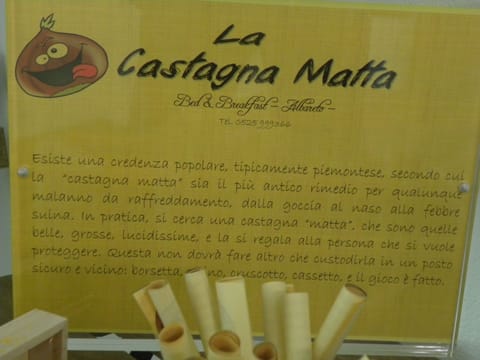 La
Castagna Matta
Bed & Breakfast - Albareto -
TEL 0525 999366
Esiste una credenza popolare, tipicamente piemontese, secondo cui
la "castagna matta" sia il più antico rimedio per qualunque
malanno da raffreddamento, dalla goccia al naso alla febbre
suina. In pratica, si cerca una castagna "matta", che sono quelle
belle, grosse, lucidissime, e la si regala alla persona che si vuole
proteggere. Questa non dovrà fare altro che custodirla in un posto
sicuro e vicino: borsetta, cruscotto, cassetto, e il gioco è fatto.